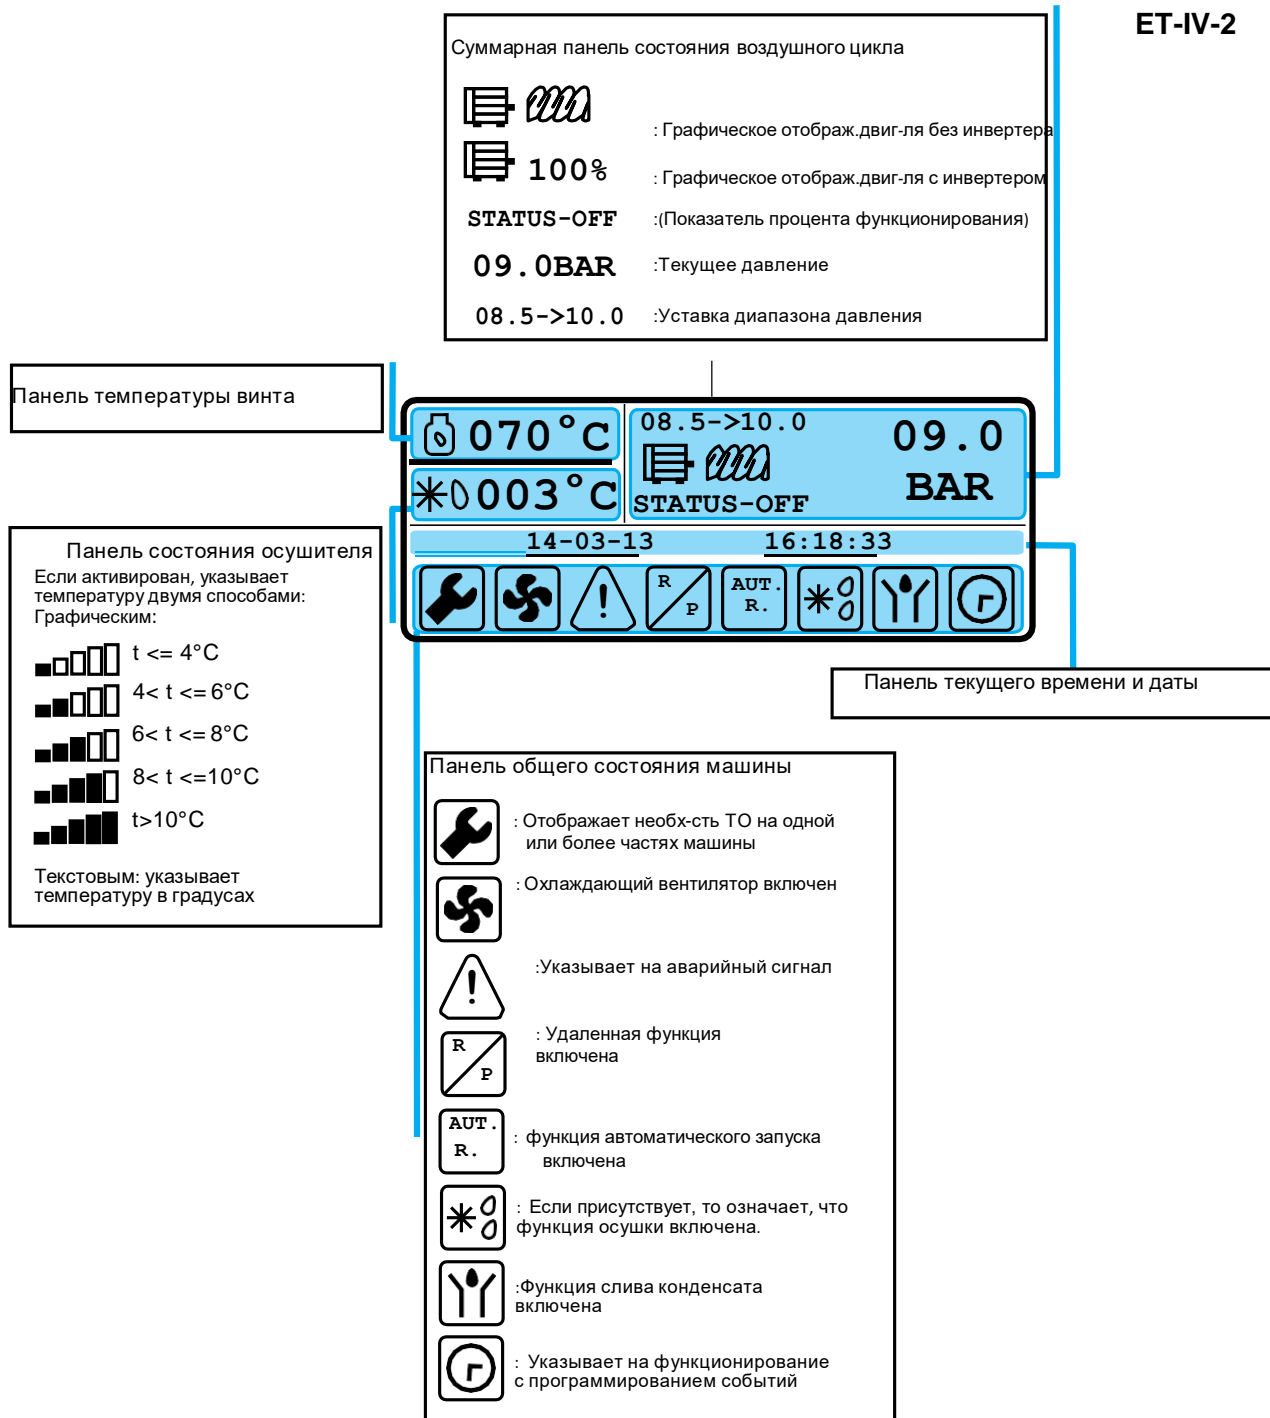 ET-IV-2
Суммарная панель состояния воздушного цикла
: Графическое отображ.двиг-ля без инвертера
100%
: Графическое отображ.двиг-ля с инвертером
STATUS-OFF
:(Показатель процента функционирования)
09.0BAR
:Текущее давление
08.5->10.0
:Уставка диапазона давления
Панель температуры винта
070°C
003°C
08.5->10.0
STATUS-OFF
09.0
BAR
14-03-13
16:18:33
R
P
AUT.
R.
Панель состояния осушителя
Если активирован, указывает
температуру двумя способами:
Графическим:
t <= 4°C
4< t <= 6°C
6< t <= 8°C
8< t <=10°C
t>10°C
Текстовым: указывает
температуру в градусах
Панель текущего времени и даты
Панель общего состояния машины
: Отображает необх-сть ТО на одной
или более частях машины
: Охлаждающий вентилятор включен
:Указывает на аварийный сигнал
R
P
: Удаленная функция
включена
AUT.
R.
: функция автоматического запуска
включена
: Если присутствует, то означает, что
функция осушки включена.
:Функция слива конденсата
включена
: Указывает на функционирование
с программированием событий